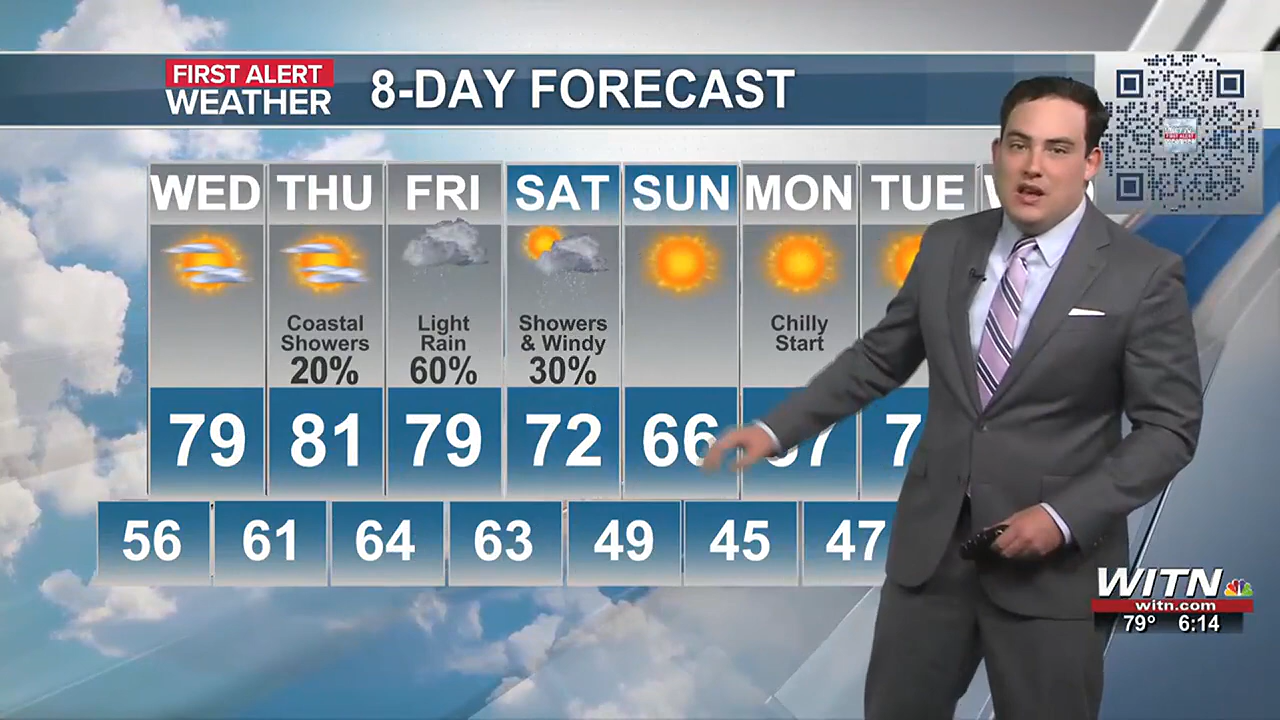 FIRST ALERT
WEATHER
8-DAY FORECAST
WED THU FRI SAT SUN MON TUE
Coastal
Showers
20%
Light
Rain
60%
Showers
& Windy
30%
Chilly
Start
79 81 79 72 66
56 61 64 63 49 45 47
WITN
witn.com
79° 6:14